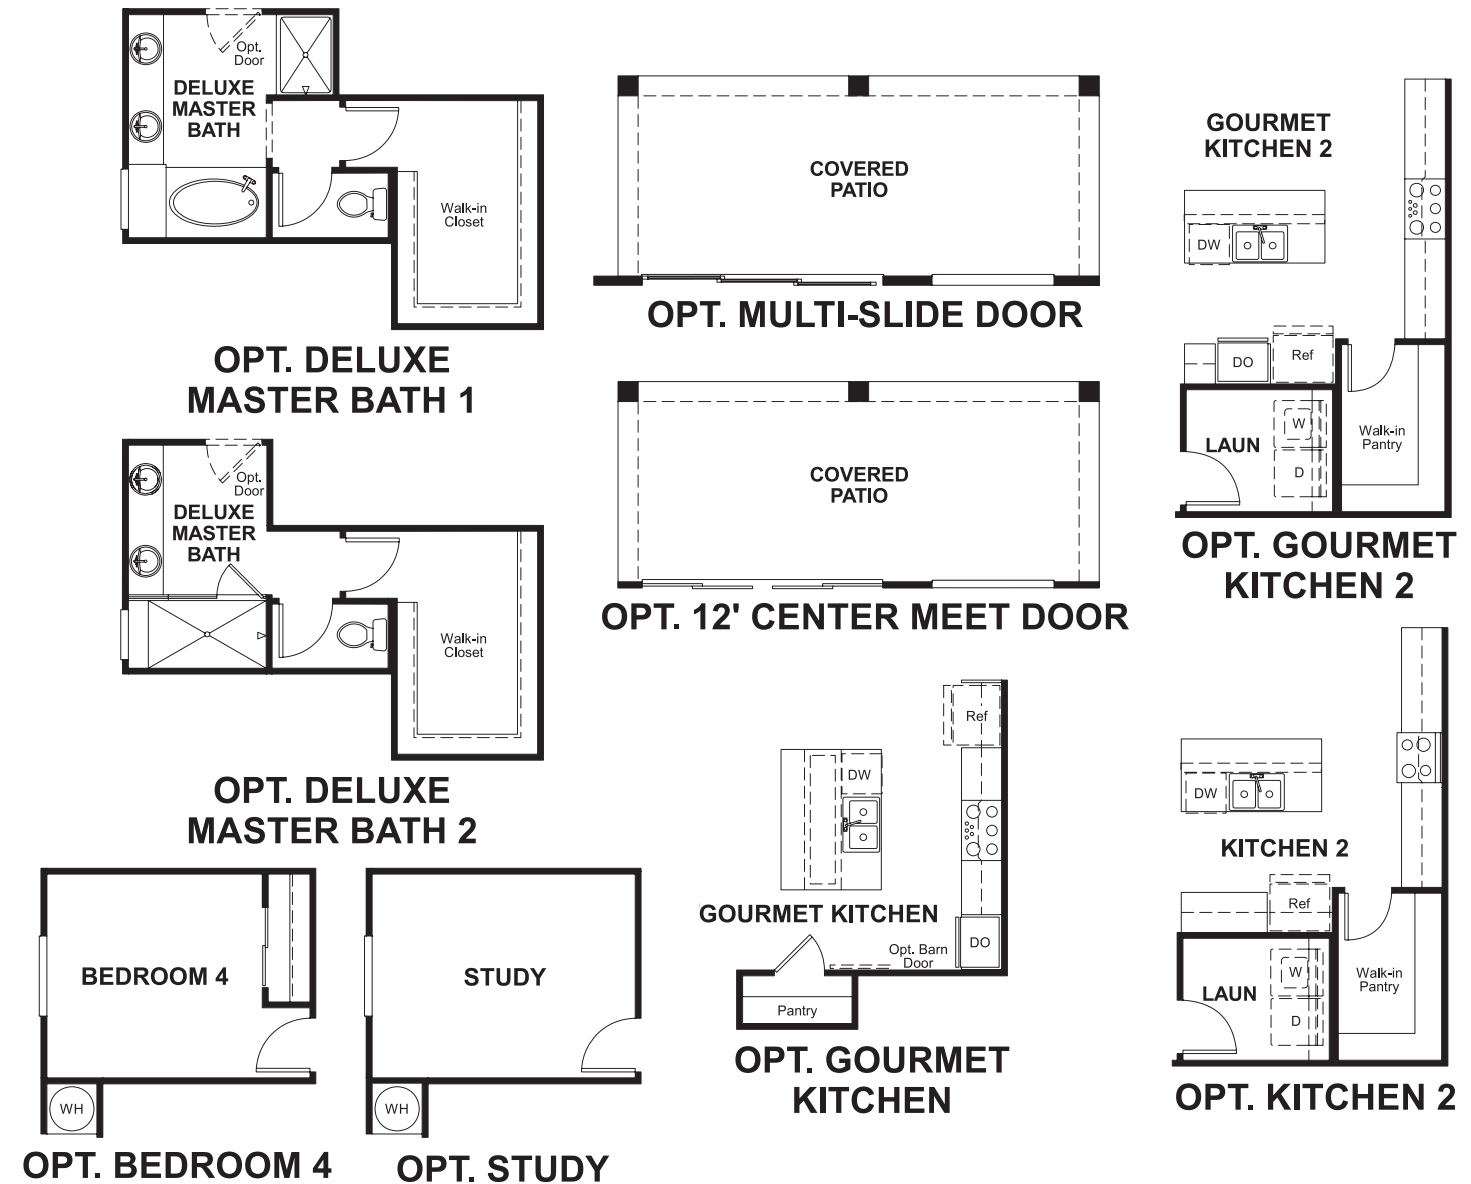 Opt.
Door
DELUXE
MASTER
BATH
Walk-in
Closet
OPT. DELUXE
MASTER BATH 1
COVERED
PATIO
OPT. MULTI-SLIDE DOOR
GOURMET
KITCHEN 2
DW
DO
Ref
W
LAUN
D
Walk-in
Pantry
OPT. GOURMET
KITCHEN 2
Opt.
Door
DELUXE
MASTER
BATH
Walk-in
Closet
OPT. DELUXE
MASTER BATH 2
COVERED
PATIO
OPT. 12' CENTER MEET DOOR
Ref
DW
GOURMET KITCHEN
Opt. Barn
Door
DO
Pantry
OPT. GOURMET
KITCHEN
DW
KITCHEN 2
Ref
W
LAUN
D
Walk-in
Pantry
OPT. KITCHEN 2
BEDROOM 4
WH
OPT. BEDROOM 4
STUDY
WH
OPT. STUDY